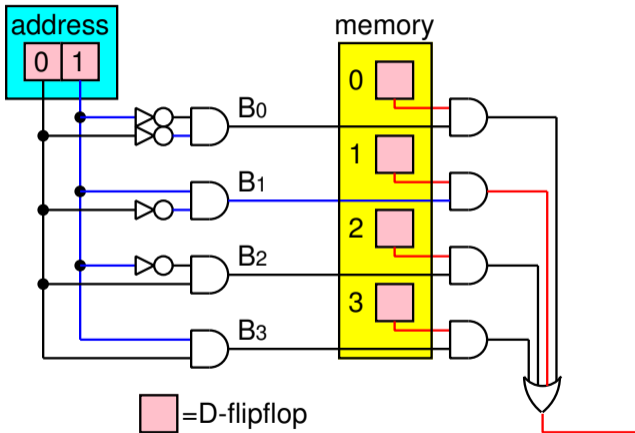 address
0 1
memory
0
B0
1
B1
2
B2
3
B3
=D-flipflop